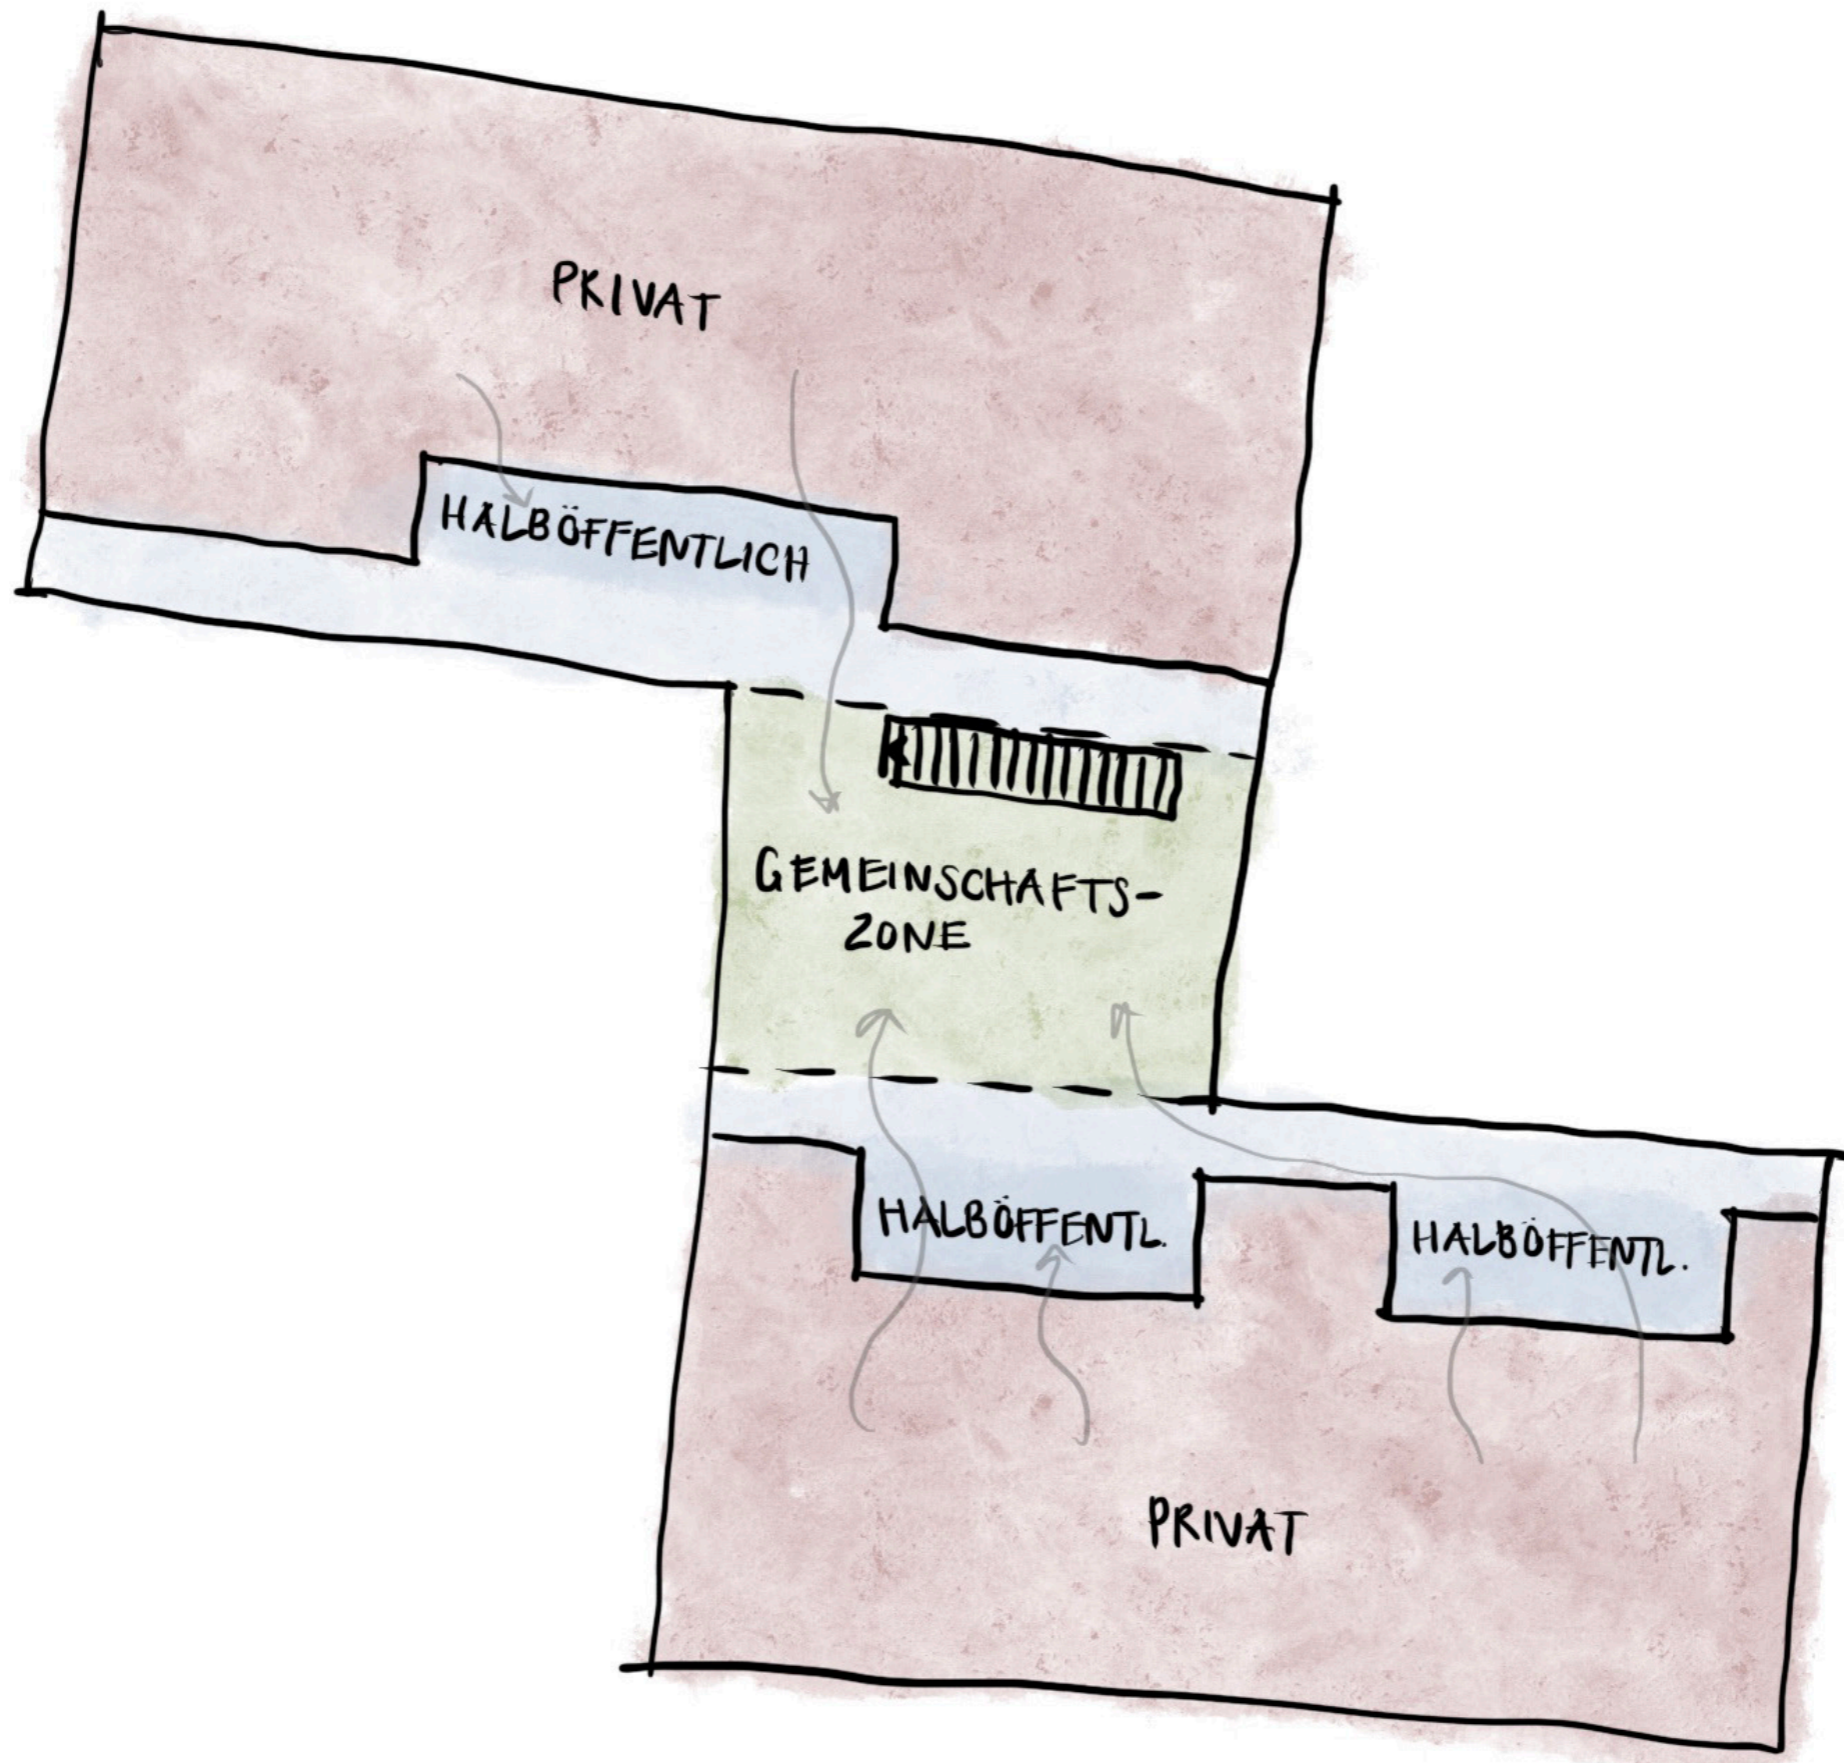 PRIVAT
HALBÖFFENTLICH
GEMEINSCHAFTS-
ZONE
HALBÖFFENTL.
HALBÖFFENTL.
PRIVAT